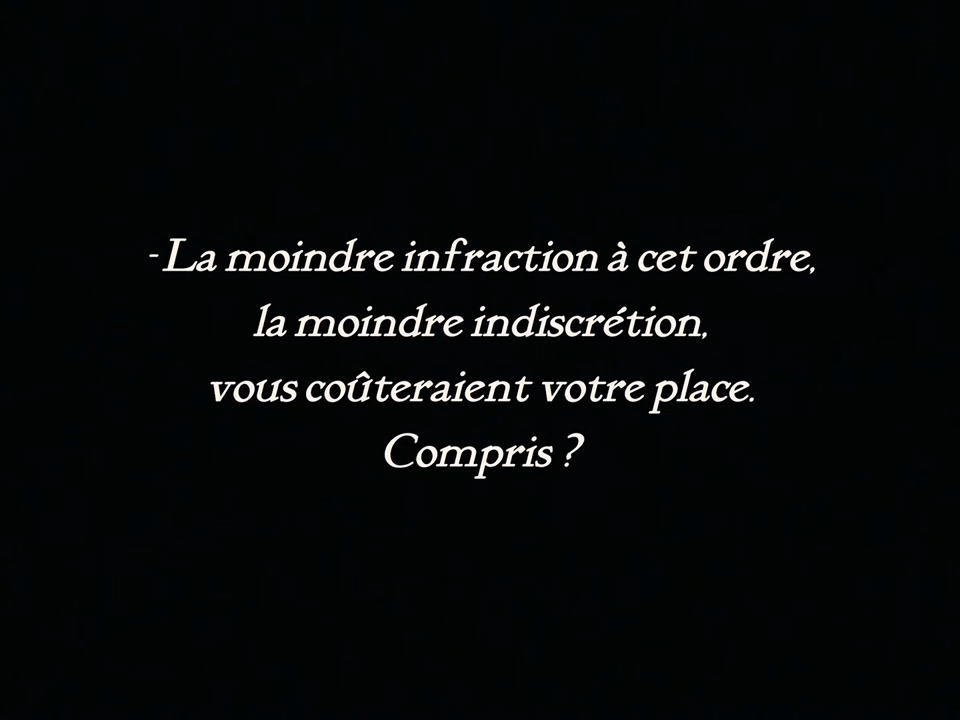 -La moindre infraction à cet ordre,
la moindre indiscrétion,
vous coûteraient votre place.
Compris ?